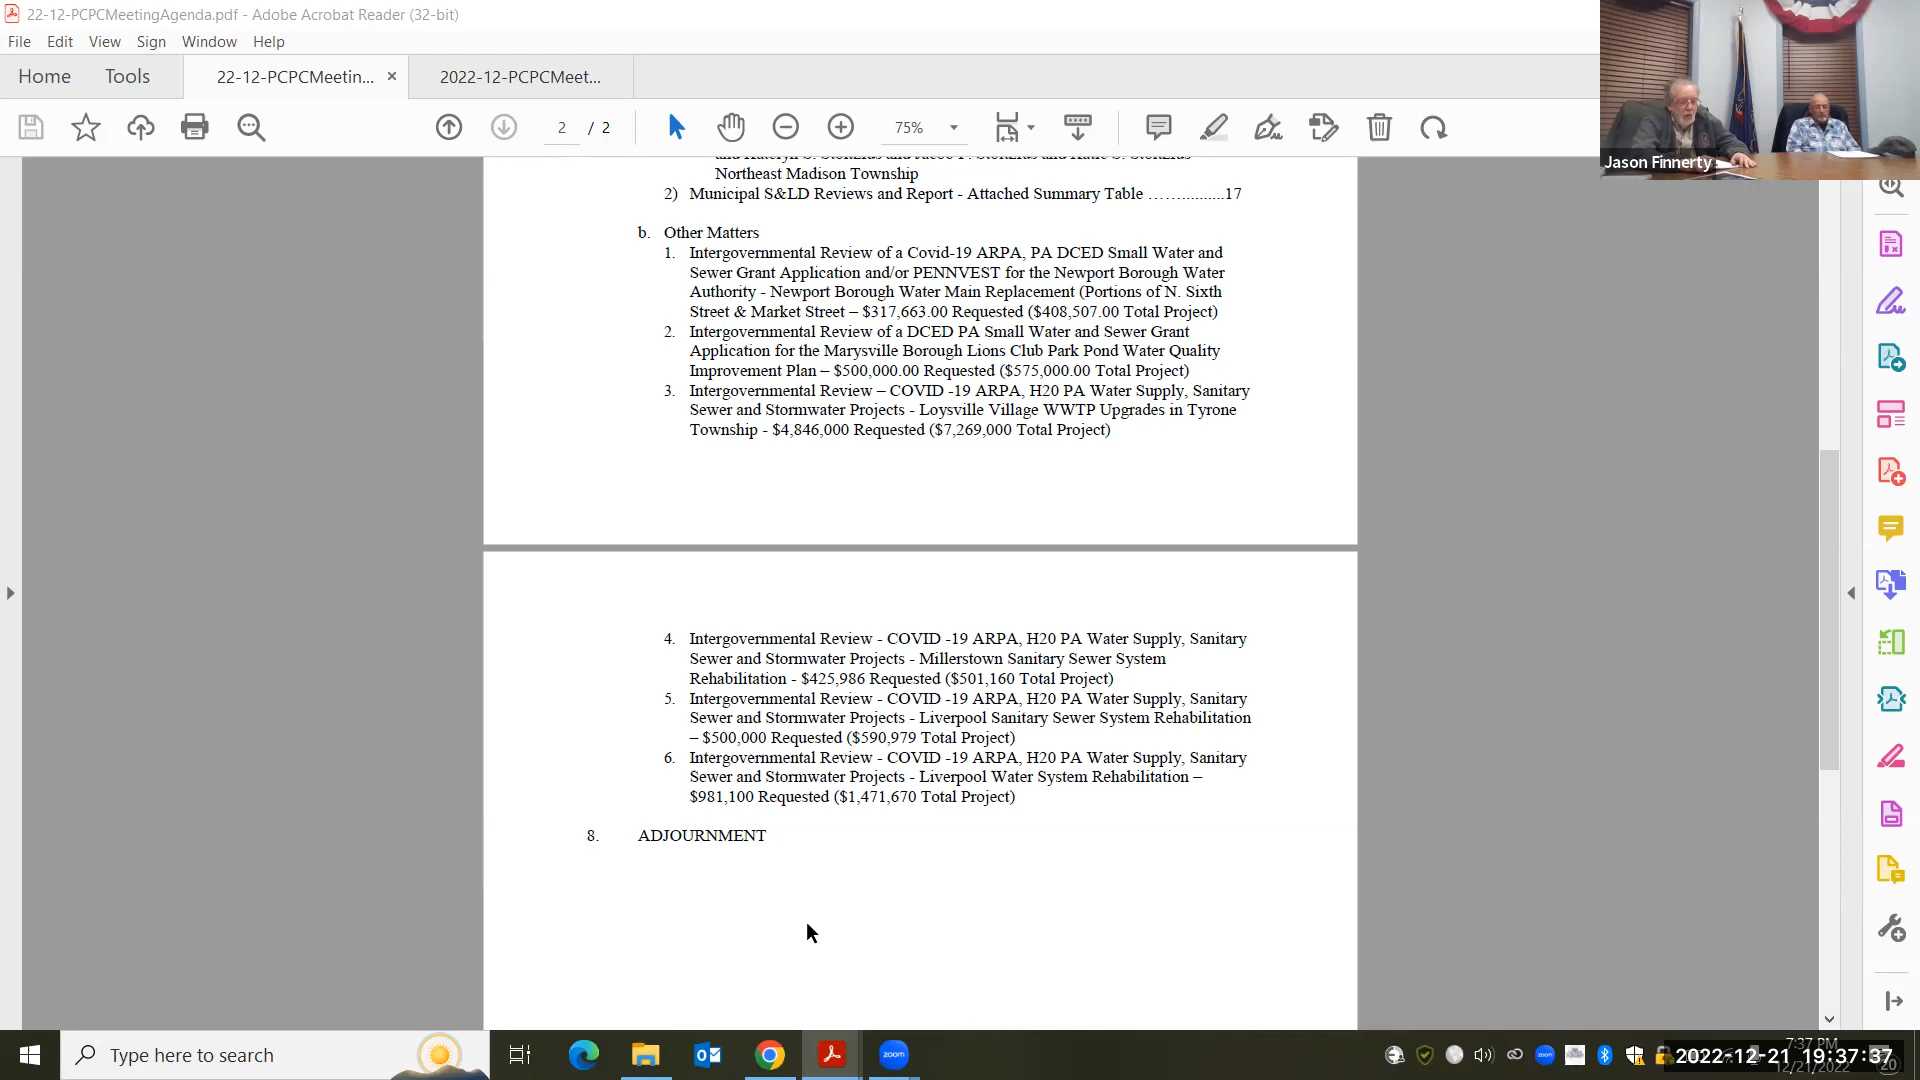 22-12-PCPCMeetingAgenda.pdf - Adobe Acrobat Reader (32-bit)
File Edit View Sign Window Help
Home Tools 22-12-PCPCMeetin... × 2022-12-PCPCMeet...
2 / 2 75%
Jason Finnerty
Northeast Madison Township
2) Municipal S&LD Reviews and Report - Attached Summary Table ................17
b. Other Matters
1. Intergovernmental Review of a Covid-19 ARPA, PA DCED Small Water and
Sewer Grant Application and/or PENNVEST for the Newport Borough Water
Authority - Newport Borough Water Main Replacement (Portions of N. Sixth
Street & Market Street – $317,663.00 Requested ($408,507.00 Total Project)
2. Intergovernmental Review of a DCED PA Small Water and Sewer Grant
Application for the Marysville Borough Lions Club Park Pond Water Quality
Improvement Plan – $500,000.00 Requested ($575,000.00 Total Project)
3. Intergovernmental Review – COVID -19 ARPA, H20 PA Water Supply, Sanitary
Sewer and Stormwater Projects - Loysville Village WWTP Upgrades in Tyrone
Township - $4,846,000 Requested ($7,269,000 Total Project)
4. Intergovernmental Review - COVID -19 ARPA, H20 PA Water Supply, Sanitary
Sewer and Stormwater Projects - Millerstown Sanitary Sewer System
Rehabilitation - $425,986 Requested ($501,160 Total Project)
5. Intergovernmental Review - COVID -19 ARPA, H20 PA Water Supply, Sanitary
Sewer and Stormwater Projects - Liverpool Sanitary Sewer System Rehabilitation
– $500,000 Requested ($590,979 Total Project)
6. Intergovernmental Review - COVID -19 ARPA, H20 PA Water Supply, Sanitary
Sewer and Stormwater Projects - Liverpool Water System Rehabilitation –
$981,100 Requested ($1,471,670 Total Project)
8. ADJOURNMENT
Type here to search
zoom
7:37 PM
2022-12-21 19:37:37
12/21/2022
20